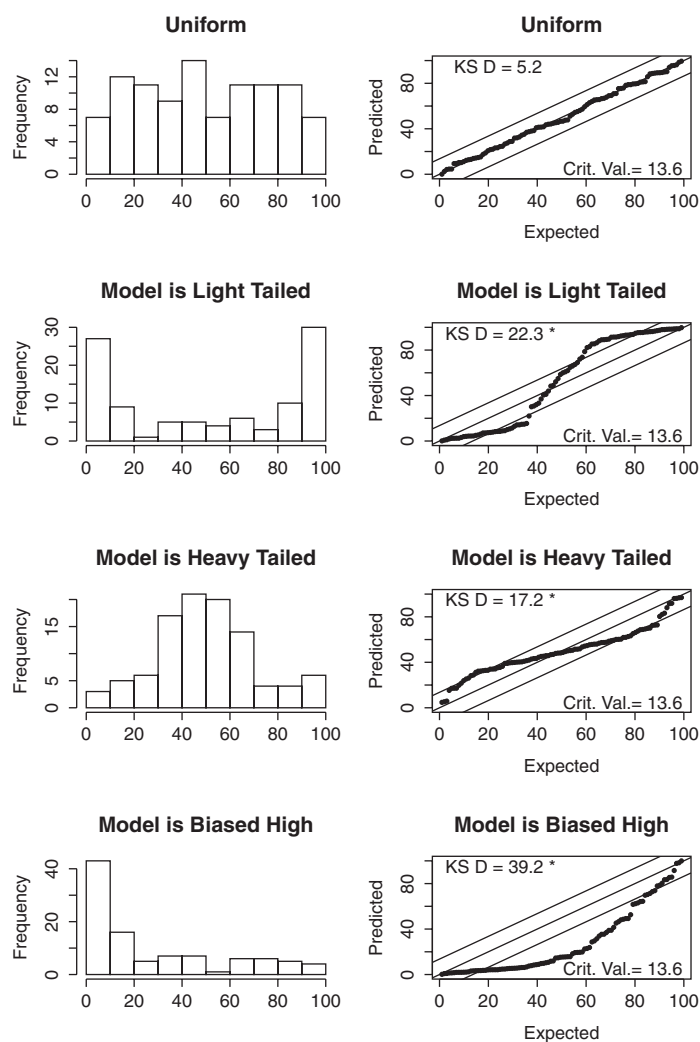 Uniform
Frequency
0 4 8 12
0 20 40 60 80 100
Uniform
KS D = 5.2
Crit. Val.= 13.6
Predicted
0 40 80
0 20 40 60 80 100
Expected
Model is Light Tailed
Frequency
0 10 20 30
0 20 40 60 80 100
Model is Light Tailed
KS D = 22.3 *
Crit. Val.= 13.6
Predicted
0 40 80
0 20 40 60 80 100
Expected
Model is Heavy Tailed
Frequency
0 5 15
0 20 40 60 80 100
Model is Heavy Tailed
KS D = 17.2 *
Crit. Val.= 13.6
Predicted
0 40 80
0 20 40 60 80 100
Expected
Model is Biased High
Frequency
0 20 40
0 20 40 60 80 100
Model is Biased High
KS D = 39.2 *
Crit. Val.= 13.6
Predicted
0 40 80
0 20 40 60 80 100
Expected